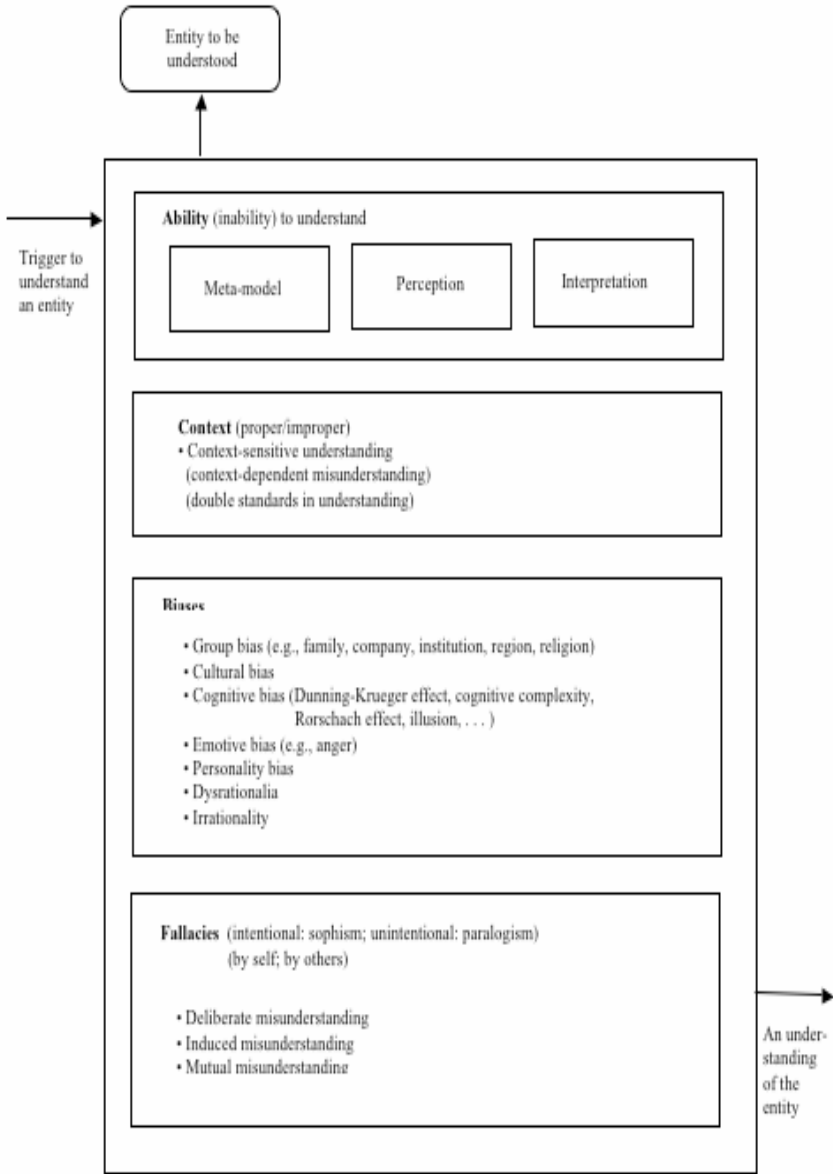 Entity to be
understood
Trigger to
understand
an entity
Ability (inability) to understand
Meta-model
Perception
Interpretation
Context (proper/improper)
• Context-sensitive understanding
(context-dependent misunderstanding)
(double standards in understanding)
Biases
• Group bias (e.g., family, company, institution, region, religion)
• Cultural bias
• Cognitive bias (Dunning-Krueger effect, cognitive complexity,
Rorschach effect, illusion, . . . )
• Emotive bias (e.g., anger)
• Personality bias
• Dysrationalia
• Irrationality
Fallacies (intentional: sophism; unintentional: paralogism)
(by self; by others)
• Deliberate misunderstanding
• Induced misunderstanding
• Mutual misunderstanding
An under-
standing
of the
entity